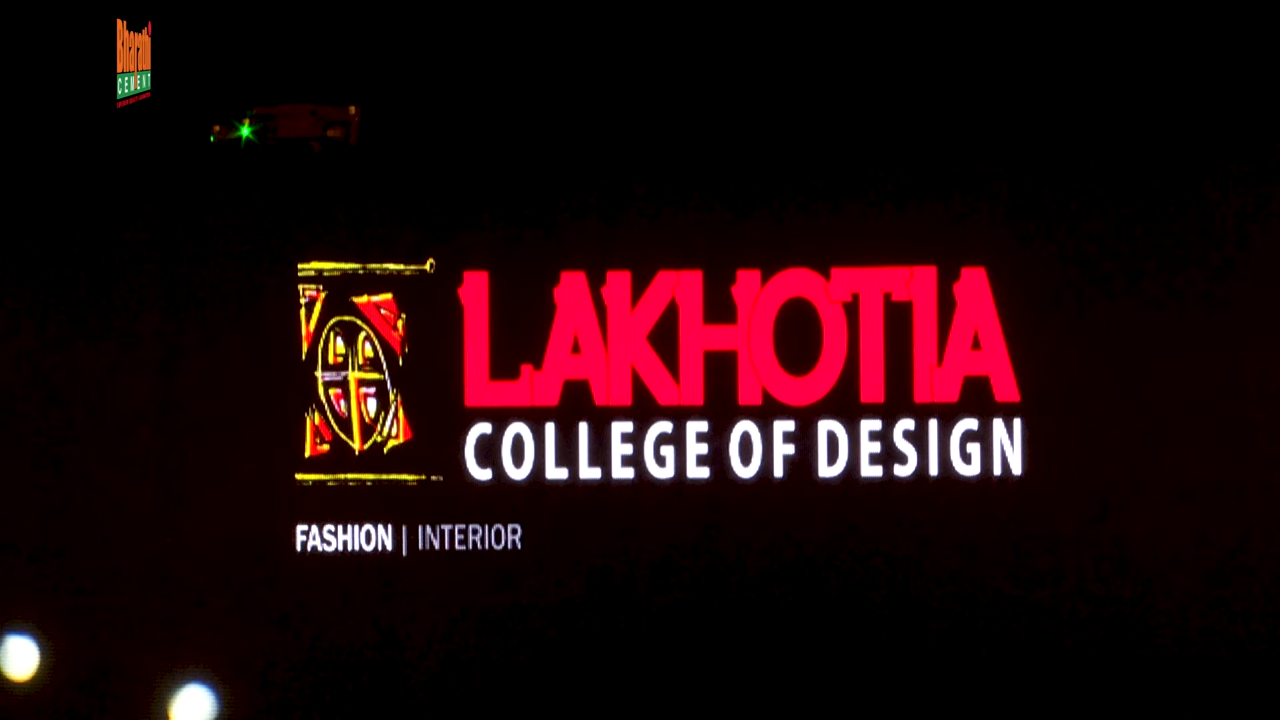 Bharathi
CEMENT
LAKHOTIA
COLLEGE OF DESIGN
FASHION | INTERIOR